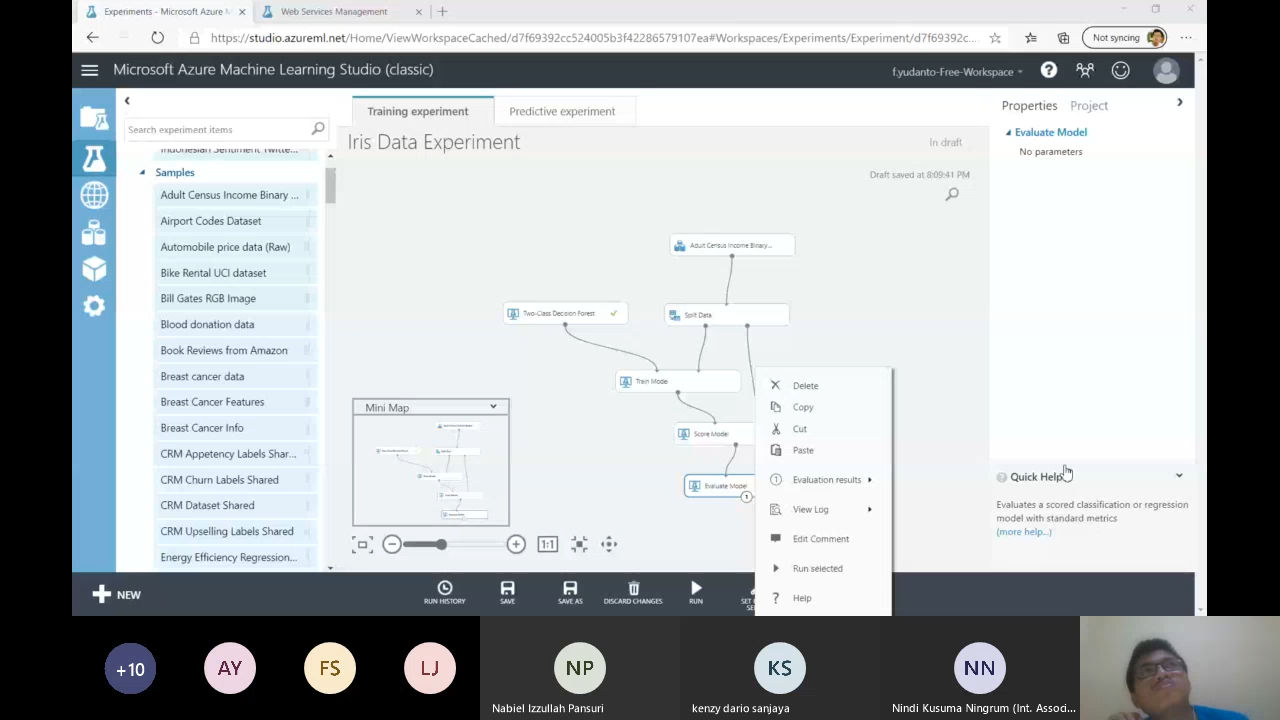 Experiments - Microsoft Azure M
Web Services Management
https://studio.azureml.net/Home/ViewWorkspaceCached/d7f69392cc524005b3f42286579107ea#Workspaces/Experiments/Experiment/d7f69392c...
Not syncing
Microsoft Azure Machine Learning Studio (classic)
f.yudanto-Free-Workspace
Search experiment items
Training experiment
Predictive experiment
Properties
Project
Iris Data Experiment
In draft
Evaluate Model
No parameters
Draft saved at 8:09:41 PM
Indonesian Sentiment Twitte...
Samples
Adult Census Income Binary ...
Airport Codes Dataset
Automobile price data (Raw)
Bike Rental UCI dataset
Bill Gates RGB Image
Blood donation data
Book Reviews from Amazon
Breast cancer data
Breast Cancer Features
Breast Cancer Info
CRM Appetency Labels Shar...
CRM Churn Labels Shared
CRM Dataset Shared
CRM Upselling Labels Shared
Energy Efficiency Regression...
Adult Census Income Binary...
Two-Class Decision Forest
Split Data
Train Model
Score Model
Evaluate Model
1
Mini Map
1:1
Delete
Copy
Cut
Paste
1
Evaluation results
View Log
Edit Comment
Run selected
Help
Quick Help
Evaluates a scored classification or regression
model with standard metrics
(more help...)
NEW
RUN HISTORY
SAVE
SAVE AS
DISCARD CHANGES
RUN
+10
AY
FS
LJ
NP
KS
NN
Nabiel Izzullah Pansuri
kenzy dario sanjaya
Nindi Kusuma Ningrum (Int. Associ...